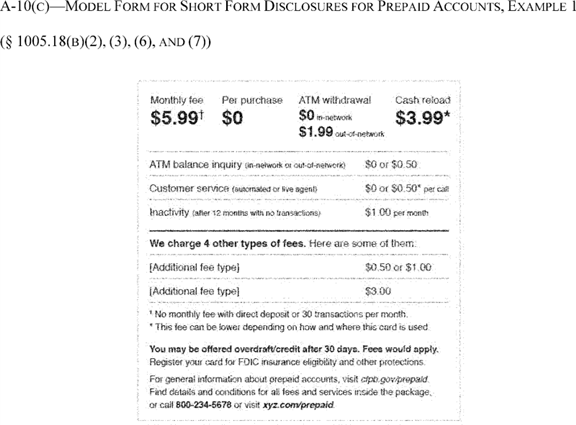 A-10(C)—MODEL FORM FOR SHORT FORM DISCLOSURES FOR PREPAID ACCOUNTS, EXAMPLE 1
(§ 1005.18(B)(2), (3), (6), AND (7))
Monthly fee Per purchase ATM withdrawal Cash reload
$5.99† $0 $0 in-network $3.99*
$1.99 out-of-network
ATM balance inquiry (in-network or out-of-network) $0 or $0.50
Customer service (automated or live agent) $0 or $0.50* per call
Inactivity (after 12 months with no transactions) $1.00 per month
We charge 4 other types of fees. Here are some of them:
[Additional fee type] $0.50 or $1.00
[Additional fee type] $3.00
† No monthly fee with direct deposit or 30 transactions per month.
* This fee can be lower depending on how and where this card is used.
You may be offered overdraft/credit after 30 days. Fees would apply.
Register your card for FDIC insurance eligibility and other protections.
For general information about prepaid accounts, visit cfpb.gov/prepaid.
Find details and conditions for all fees and services inside the package,
or call 800-234-5678 or visit xyz.com/prepaid.